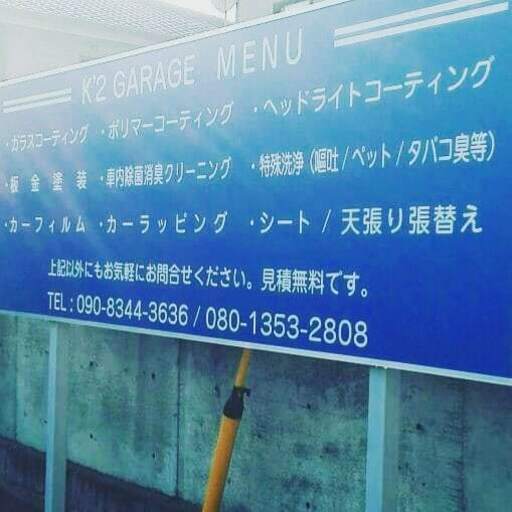 K'2 GARAGE MENU
・ガラスコーティング ・ポリマーコーティング ・ヘッドライトコーティング
・板金塗装 ・車内除菌消臭クリーニング ・特殊洗浄（嘔吐/ペット/タバコ臭等）
・カーフィルム ・カーラッピング ・シート / 天張り張替え
上記以外にもお気軽にお問合せください。見積無料です。
TEL : 090-8344-3636 / 080-1353-2808